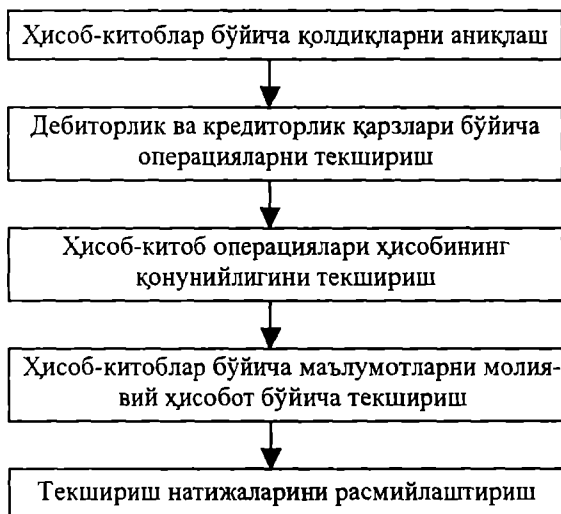 Ҳисоб-китоблар бўйича қолдиқларни аниқлаш
Дебиторлик ва кредиторлик қарзлари бўйича
операцияларни текшириш
Ҳисоб-китоб операциялари ҳисобининг
қонунийлигини текшириш
Ҳисоб-китоблар бўйича маълумотларни молия-
вий ҳисобот бўйича текшириш
Текшириш натижаларини расмийлаштириш